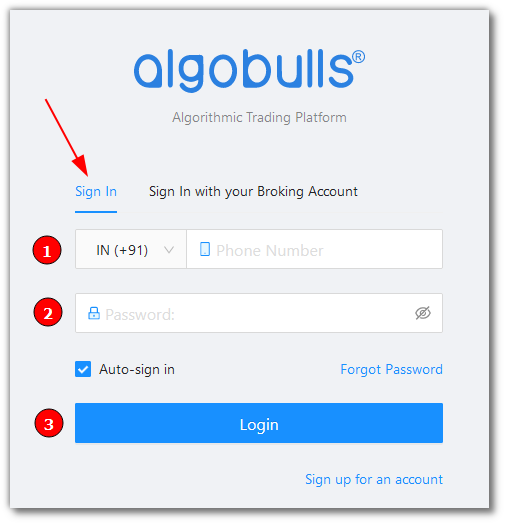 algobulls®
Algorithmic Trading Platform
Sign In Sign In with your Broking Account
1 IN (+91) Phone Number
2 Password:
Auto-sign in Forgot Password
3 Login
Sign up for an account